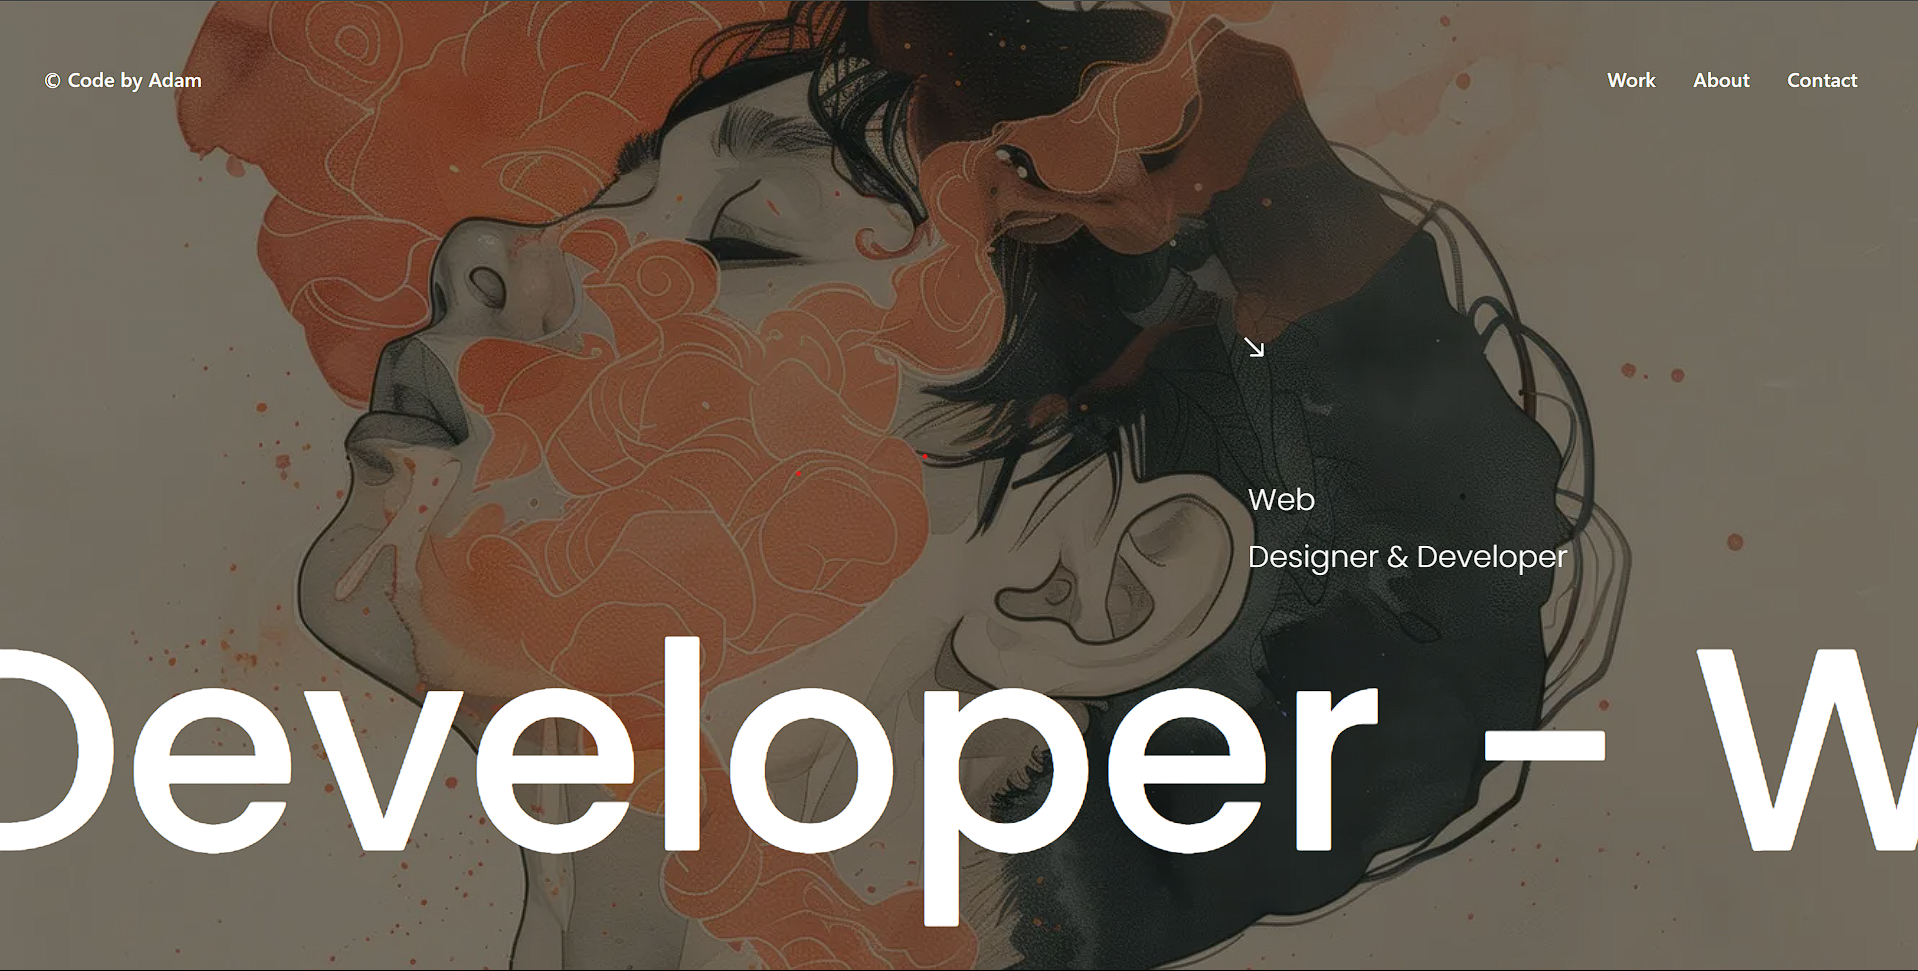 © Code by Adam
Work About Contact
Web
Designer & Developer
Developer – W